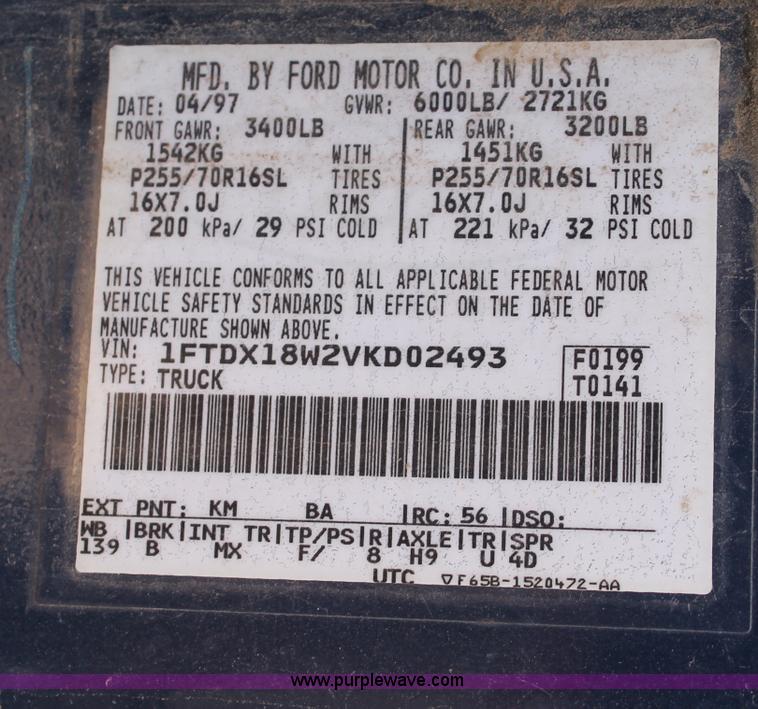 MFD. BY FORD MOTOR CO. IN U.S.A.
DATE: 04/97 GVWR: 6000LB/ 2721KG
FRONT GAWR: 3400LB REAR GAWR: 3200LB
1542KG WITH 1451KG WITH
P255/70R16SL TIRES P255/70R16SL TIRES
16X7.0J RIMS 16X7.0J RIMS
AT 200 kPa/ 29 PSI COLD AT 221 kPa/ 32 PSI COLD
THIS VEHICLE CONFORMS TO ALL APPLICABLE FEDERAL MOTOR
VEHICLE SAFETY STANDARDS IN EFFECT ON THE DATE OF
MANUFACTURE SHOWN ABOVE.
VIN: 1FTDX18W2VKD02493 F0199
TYPE: TRUCK T0141
EXT PNT: KM BA RC: 56 DSO:
WB BRK INT TR TP/PS R AXLE TR SPR
139 B MX F/ 8 H9 U 4D
UTC ▽F65B-1520472-AA
www.purplewave.com